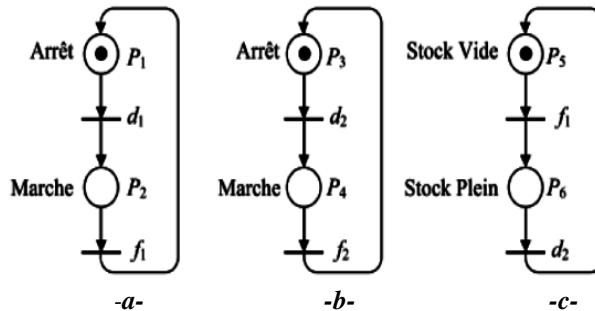 Arrêt P1 Arrêt P3 Stock Vide P5
d1 d2 f1
Marche P2 Marche P4 Stock Plein P6
f1 f2 d2
-a- -b- -c-